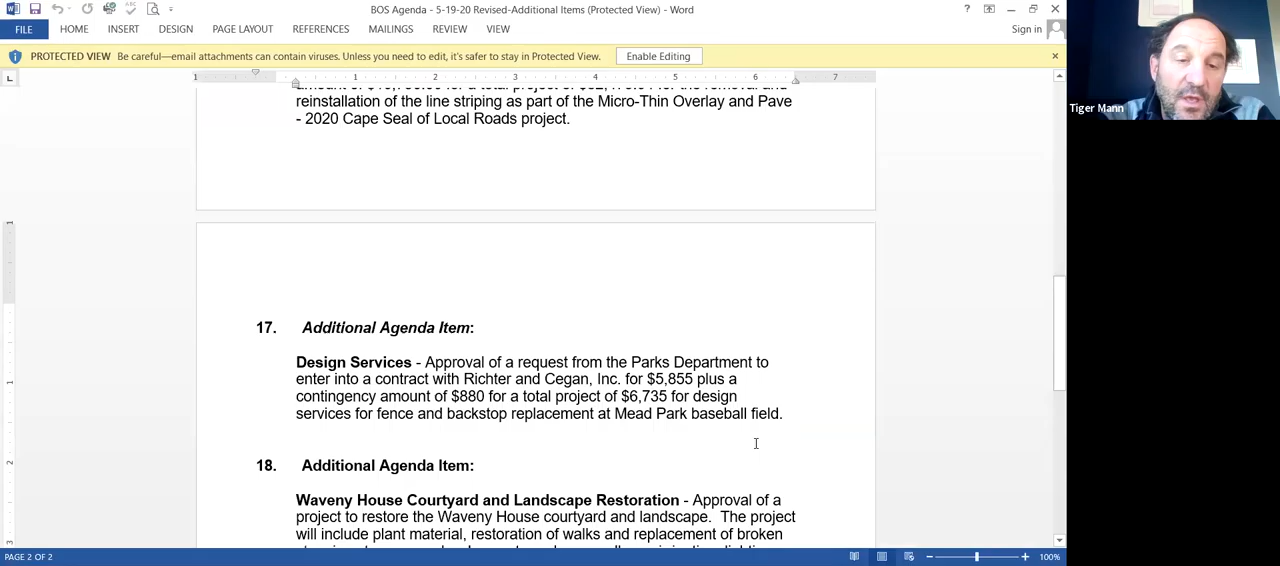 BOS Agenda - 5-19-20 Revised-Additional Items (Protected View) - Word
FILE HOME INSERT DESIGN PAGE LAYOUT REFERENCES MAILINGS REVIEW VIEW Sign in
PROTECTED VIEW Be careful—email attachments can contain viruses. Unless you need to edit, it's safer to stay in Protected View. Enable Editing
1 1 2 3 4 5 6 7
reinstallation of the line striping as part of the Micro-Thin Overlay and Pave
- 2020 Cape Seal of Local Roads project.
17. Additional Agenda Item:
Design Services - Approval of a request from the Parks Department to
enter into a contract with Richter and Cegan, Inc. for $5,855 plus a
contingency amount of $880 for a total project of $6,735 for design
services for fence and backstop replacement at Mead Park baseball field.
18. Additional Agenda Item:
Waveny House Courtyard and Landscape Restoration - Approval of a
project to restore the Waveny House courtyard and landscape. The project
will include plant material, restoration of walks and replacement of broken
PAGE 2 OF 2
100%
Tiger Mann